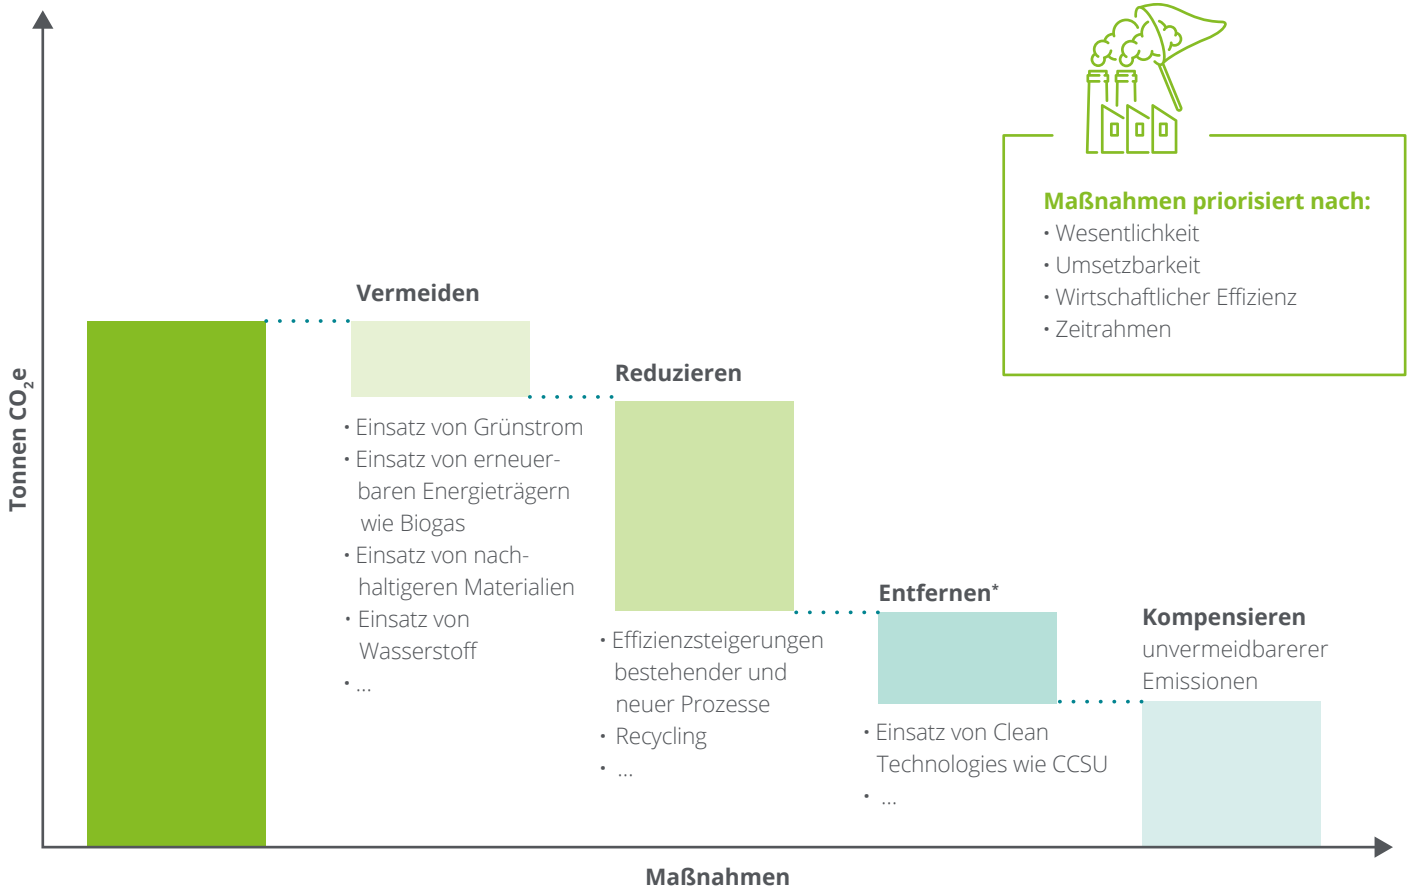 Tonnen CO₂e
Maßnahmen priorisiert nach:
• Wesentlichkeit
• Umsetzbarkeit
• Wirtschaftlicher Effizienz
• Zeitrahmen
Vermeiden
• Einsatz von Grünstrom
• Einsatz von erneuer-
baren Energieträgern
wie Biogas
• Einsatz von nach-
haltigeren Materialien
• Einsatz von
Wasserstoff
• ...
Reduzieren
• Effizienzsteigerungen
bestehender und
neuer Prozesse
• Recycling
• ...
Entfernen*
• Einsatz von Clean
Technologies wie CCSU
• ...
Kompensieren
unvermeidbarerer
Emissionen
Maßnahmen